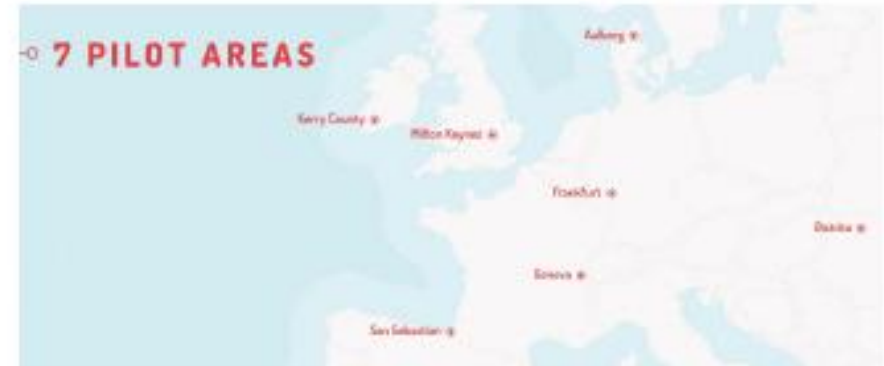 7 PILOT AREAS
Aalborg
Kerry County
Milton Keynes
Frankfurt
Geneva
San Sebastian